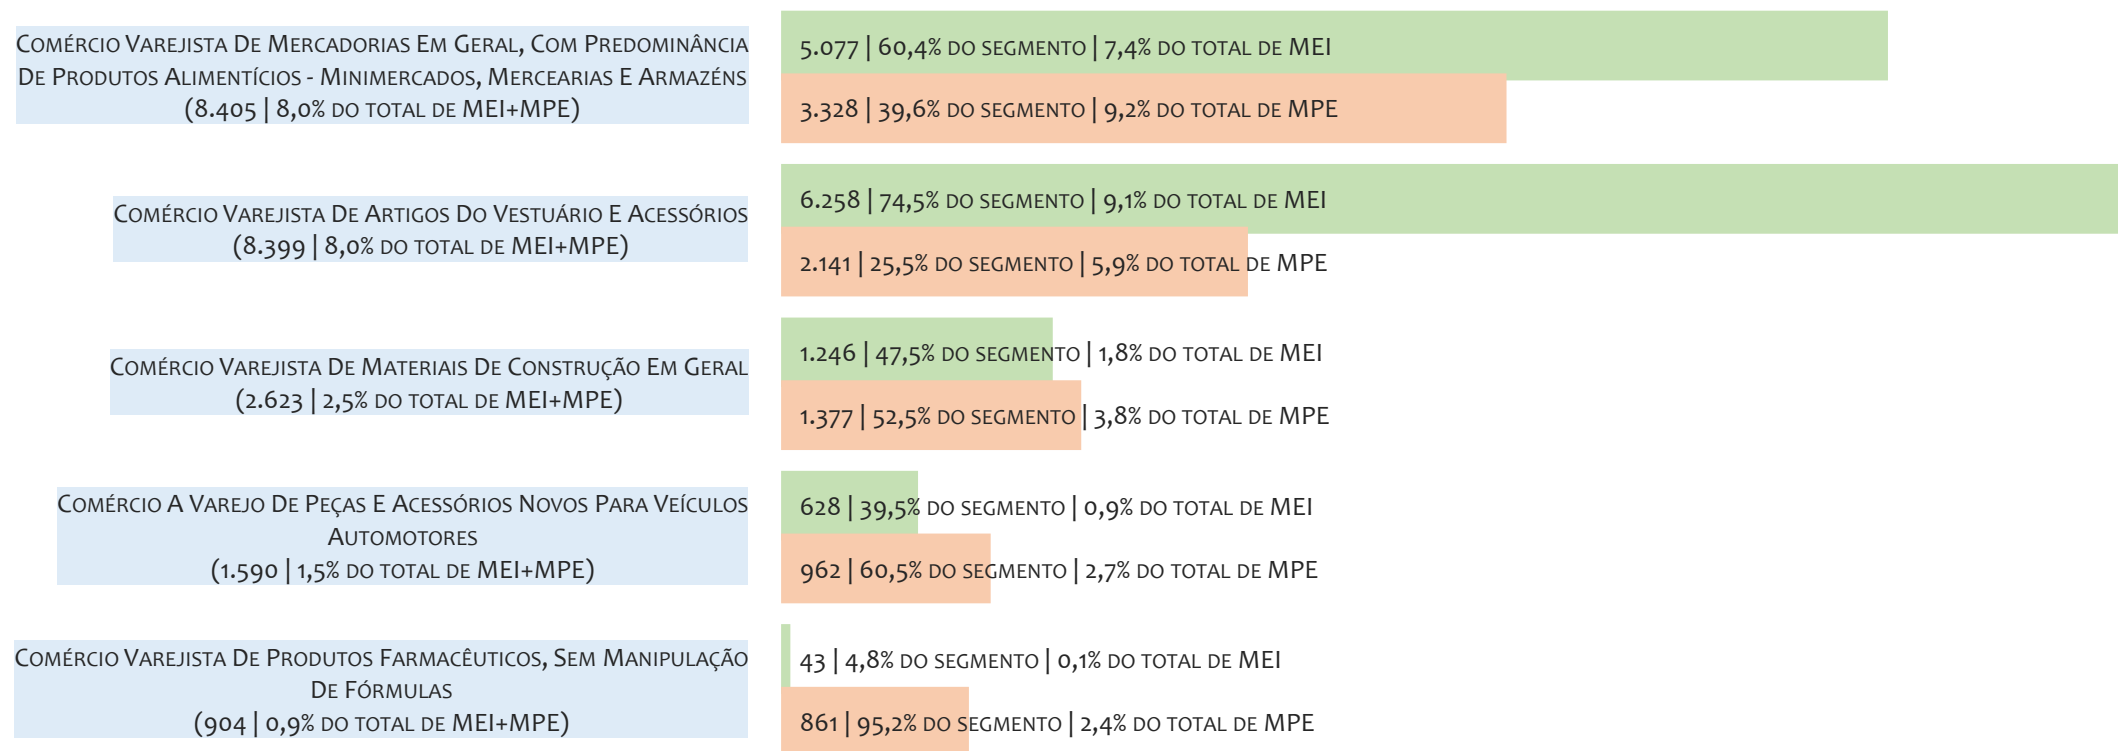 Comércio Varejista De Mercadorias Em Geral, Com Predominância
De Produtos Alimentícios - Minimercados, Mercearias E Armazéns
(8.405 | 8,0% do total de MEI+MPE)
5.077 | 60,4% do segmento | 7,4% do total de MEI
3.328 | 39,6% do segmento | 9,2% do total de MPE
Comércio Varejista De Artigos Do Vestuário E Acessórios
(8.399 | 8,0% do total de MEI+MPE)
6.258 | 74,5% do segmento | 9,1% do total de MEI
2.141 | 25,5% do segmento | 5,9% do total de MPE
Comércio Varejista De Materiais De Construção Em Geral
(2.623 | 2,5% do total de MEI+MPE)
1.246 | 47,5% do segmento | 1,8% do total de MEI
1.377 | 52,5% do segmento | 3,8% do total de MPE
Comércio A Varejo De Peças E Acessórios Novos Para Veículos
Automotores
(1.590 | 1,5% do total de MEI+MPE)
628 | 39,5% do segmento | 0,9% do total de MEI
962 | 60,5% do segmento | 2,7% do total de MPE
Comércio Varejista De Produtos Farmacêuticos, Sem Manipulação
De Fórmulas
(904 | 0,9% do total de MEI+MPE)
43 | 4,8% do segmento | 0,1% do total de MEI
861 | 95,2% do segmento | 2,4% do total de MPE